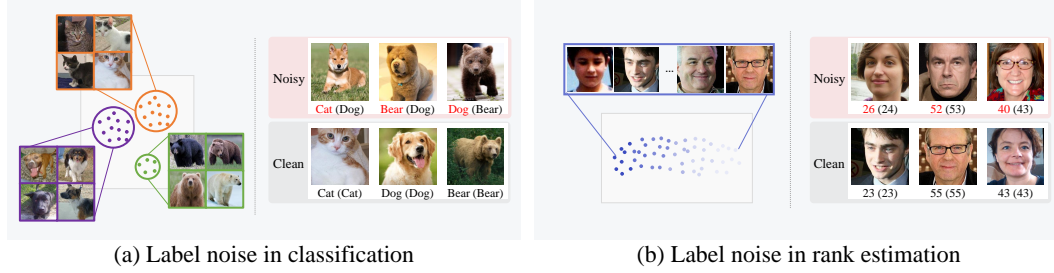 Noisy
Cat (Dog) Bear (Dog) Dog (Bear)
Clean
Cat (Cat) Dog (Dog) Bear (Bear)
(a) Label noise in classification
...
Noisy
26 (24) 52 (53) 40 (43)
Clean
23 (23) 55 (55) 43 (43)
(b) Label noise in rank estimation